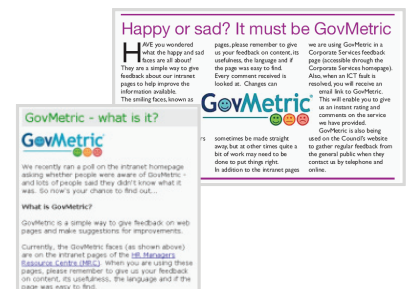 Happy or sad? It must be GovMetric
HAVE you wondered
what the happy and sad
faces are all about?
They are a simple way to give
feedback about our intranet
pages to help improve the
information available.
The smiling faces, known as
rs
pages, please remember to give
us your feedback on content, its
usefulness, the language and if
the page was easy to find.
Every comment received is
looked at. Changes can
GovMetric
sometimes be made straight
away, but at other times quite a
bit of work may need to be
done to put things right.
In addition to the intranet pages
we are using GovMetric in a
Corporate Services feedback
page (accessible through the
Corporate Services homepage).
Also, when an ICT fault is
resolved, you will receive an
email link to GovMetric.
This will enable you to give
us an instant rating and
comments on the service
we have provided.
GovMetric is also being
used on the Council's website
to gather regular feedback from
the general public when they
contact us by telephone and
online.
GovMetric - what is it?
GovMetric
We recently ran a poll on the intranet homepage
asking whether people were aware of GovMetric -
and lots of people said they didn't know what it
was. So now's your chance to find out...
What is GovMetric?
GovMetric is a simple way to give feedback on web
pages and make suggestions for improvements.
Currently, the GovMetric faces (as shown above)
are on the intranet pages of the HR Managers
Resource Centre (MRC). When you are using these
pages, please remember to give us your feedback
on content, its usefulness, the language and if the
page was easy to find.